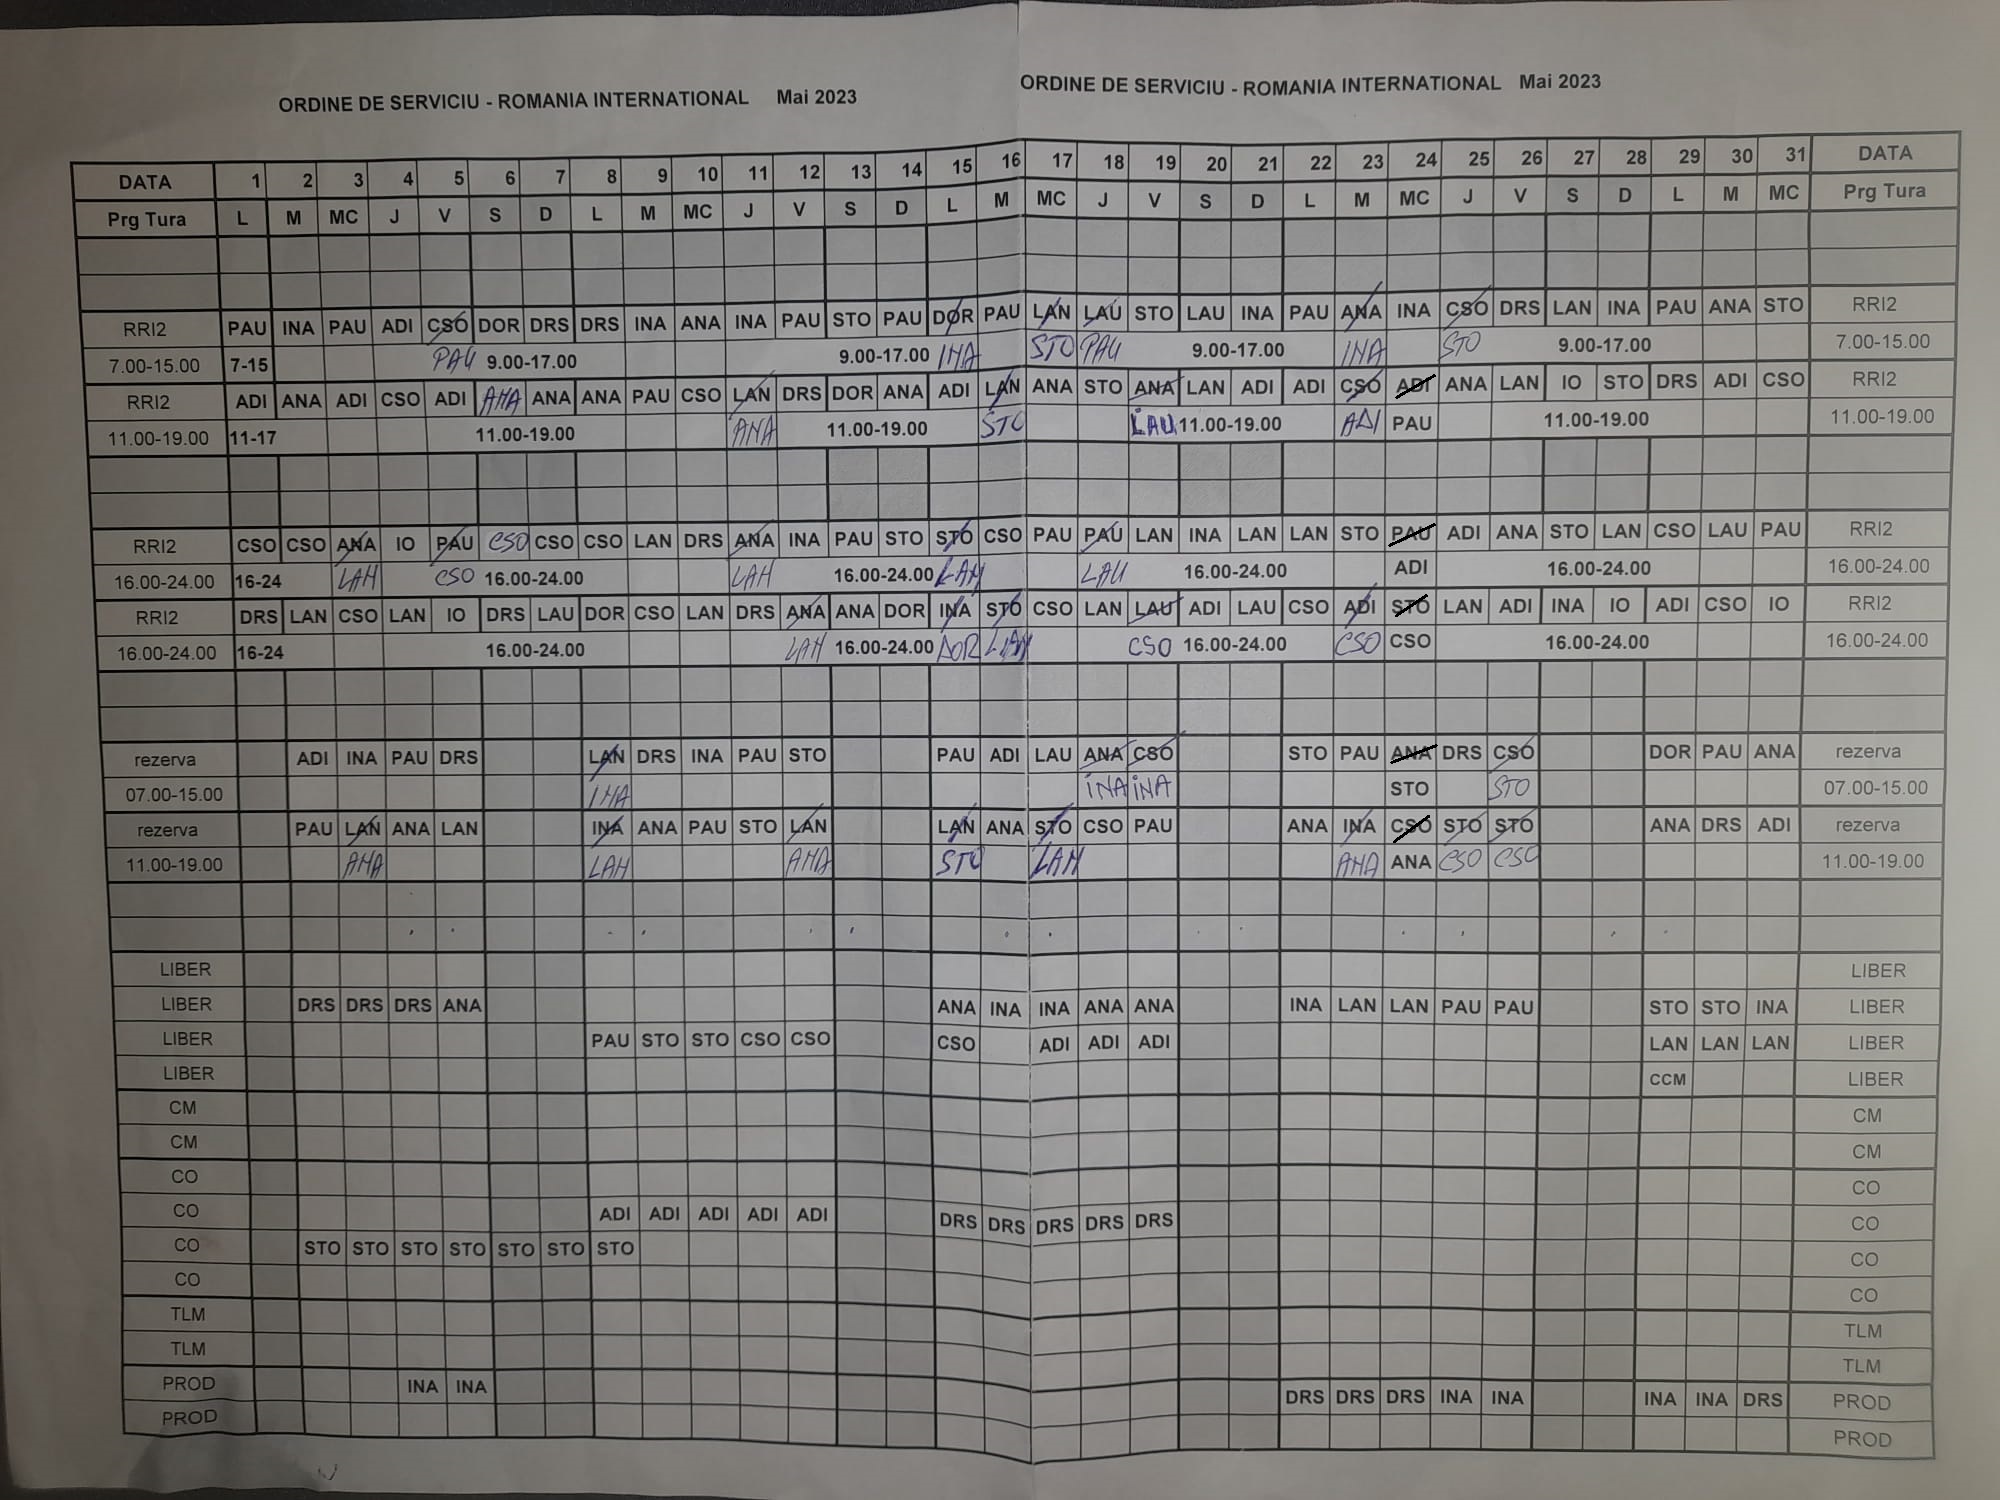 ORDINE DE SERVICIU - ROMANIA INTERNATIONAL Mai 2023 ORDINE DE SERVICIU - ROMANIA INTERNATIONAL Mai 2023
DATA 1 2 3 4 5 6 7 8 9 10 11 12 13 14 15 16 17 18 19 20 21 22 23 24 25 26 27 28 29 30 31 DATA
Prg Tura L M MC J V S D L M MC J V S D L M MC J V S D L M MC J V S D L M MC Prg Tura
RRI2 PAU INA PAU ADI CSO DOR DRS DRS INA ANA INA PAU STO PAU DOR PAU LAN LAU STO LAU INA PAU ANA INA CSO DRS LAN INA PAU ANA STO RRI2
7.00-15.00 7-15 PAU 9.00-17.00 9.00-17.00 INA STO PAU 9.00-17.00 INA STO 9.00-17.00 7.00-15.00
RRI2 ADI ANA ADI CSO ADI ANA ANA ANA PAU CSO LAN DRS DOR ANA ADI LAN ANA STO ANA LAN ADI ADI CSO ADI ANA LAN IO STO DRS ADI CSO RRI2
11.00-19.00 11-17 11.00-19.00 ANA 11.00-19.00 STO LAU 11.00-19.00 ADI PAU 11.00-19.00 11.00-19.00
RRI2 CSO CSO ANA IO PAU CSO CSO CSO LAN DRS ANA INA PAU STO STO CSO PAU PAU LAN INA LAN LAN STO PAU ADI ANA STO LAN CSO LAU PAU RRI2
16.00-24.00 16-24 LAN CSO 16.00-24.00 LAN 16.00-24.00 LAN LAU 16.00-24.00 ADI 16.00-24.00 16.00-24.00
RRI2 DRS LAN CSO LAN IO DRS LAU DOR CSO LAN DRS ANA ANA DOR INA STO CSO LAN LAU ADI LAU CSO ADI STO LAN ADI INA IO ADI CSO IO RRI2
16.00-24.00 16-24 16.00-24.00 LAN 16.00-24.00 DOR LAN CSO 16.00-24.00 CSO CSO 16.00-24.00 16.00-24.00
rezerva ADI INA PAU DRS LAN DRS INA PAU STO PAU ADI LAU ANA CSO STO PAU ANA DRS CSO DOR PAU ANA rezerva
07.00-15.00 INA INA INA STO STO 07.00-15.00
rezerva PAU LAN ANA LAN INA ANA PAU STO LAN LAN ANA STO CSO PAU ANA INA CSO STO STO ANA DRS ADI rezerva
11.00-19.00 ANA LAN ANA STO LAN ANA ANA CSO CSO 11.00-19.00
LIBER LIBER
LIBER DRS DRS DRS ANA ANA INA INA ANA ANA INA LAN LAN PAU PAU STO STO INA LIBER
LIBER PAU STO STO CSO CSO CSO ADI ADI ADI LAN LAN LAN LIBER
LIBER CCM LIBER
CM CM
CM CM
CO CO
CO ADI ADI ADI ADI ADI DRS DRS DRS DRS DRS CO
CO STO STO STO STO STO STO STO CO
CO CO
TLM TLM
TLM TLM
PROD INA INA DRS DRS DRS INA INA INA INA DRS PROD
PROD PROD